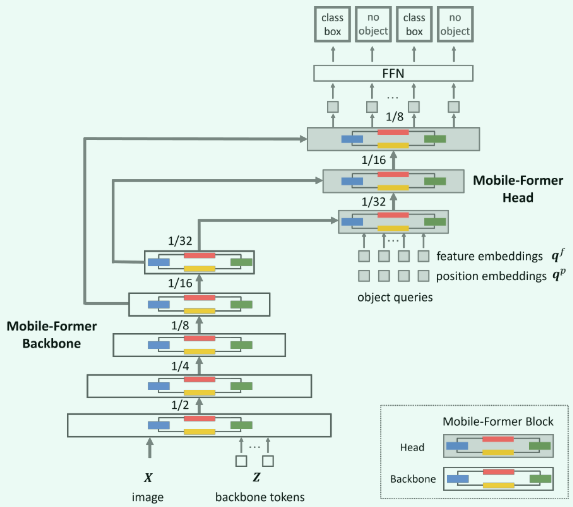 class
box
no
object
class
box
no
object
FFN
...
1/8
1/16
Mobile-Former
Head
1/32
...
feature embeddings q^f
position embeddings q^p
object queries
1/32
1/16
Mobile-Former
Backbone
1/8
1/4
1/2
...
X
Z
image
backbone tokens
Mobile-Former Block
Head
Backbone